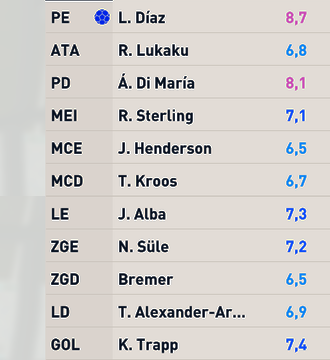 PE L. Díaz 8,7
ATA R. Lukaku 6,8
PD Á. Di María 8,1
MEI R. Sterling 7,1
MCE J. Henderson 6,5
MCD T. Kroos 6,7
LE J. Alba 7,3
ZGE N. Süle 7,2
ZGD Bremer 6,5
LD T. Alexander-Ar... 6,9
GOL K. Trapp 7,4